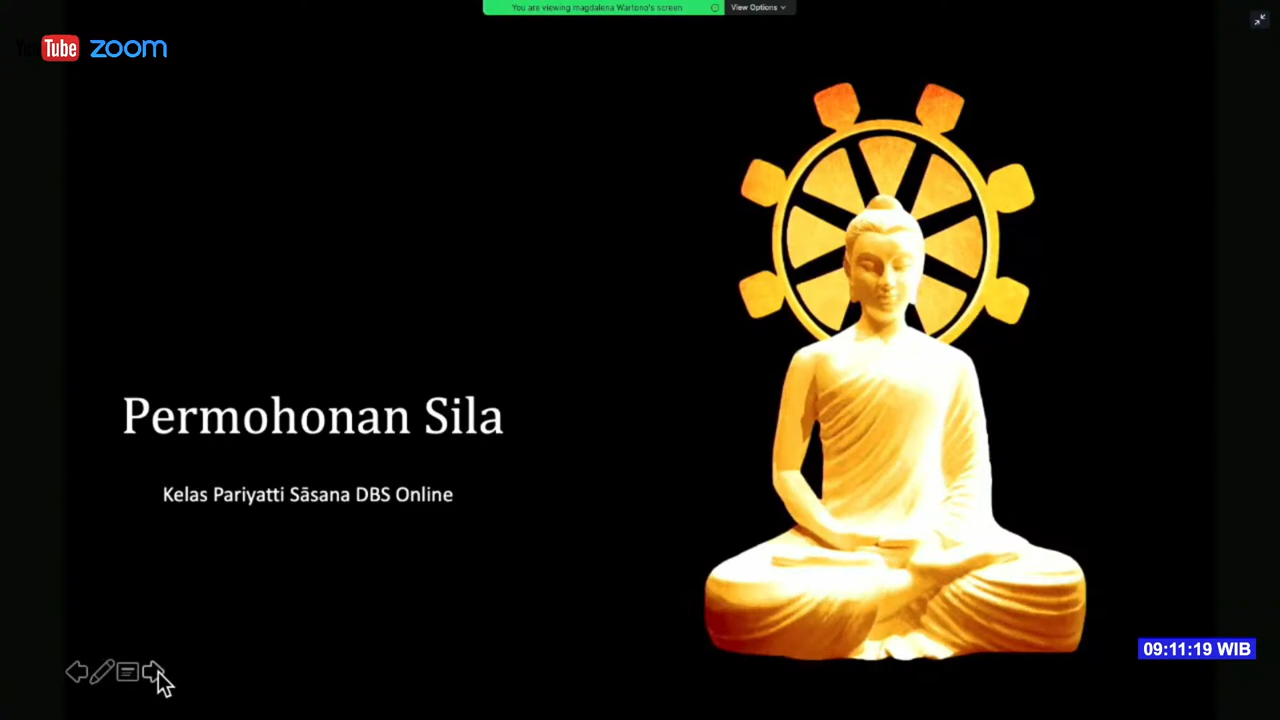 You are viewing magdalena Wartono's screen
View Options
YouTube zoom
Permohonan Sila
Kelas Pariyatti Sāsana DBS Online
09:11:19 WIB